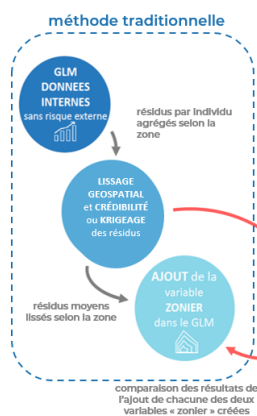 méthode traditionnelle
GLM
DONNEES
INTERNES
sans risque externe
résidus par individu
agrégés selon la
zone
LISSAGE
GEOSPATIAL
et CRÉDIBILITÉ
ou KRIGEAGE
des résidus
AJOUT de la
variable
ZONIER
dans le GLM
résidus moyens
lissés selon la zone
comparaison des résultats de
l'ajout de chacune des deux
variables « zonier » créées